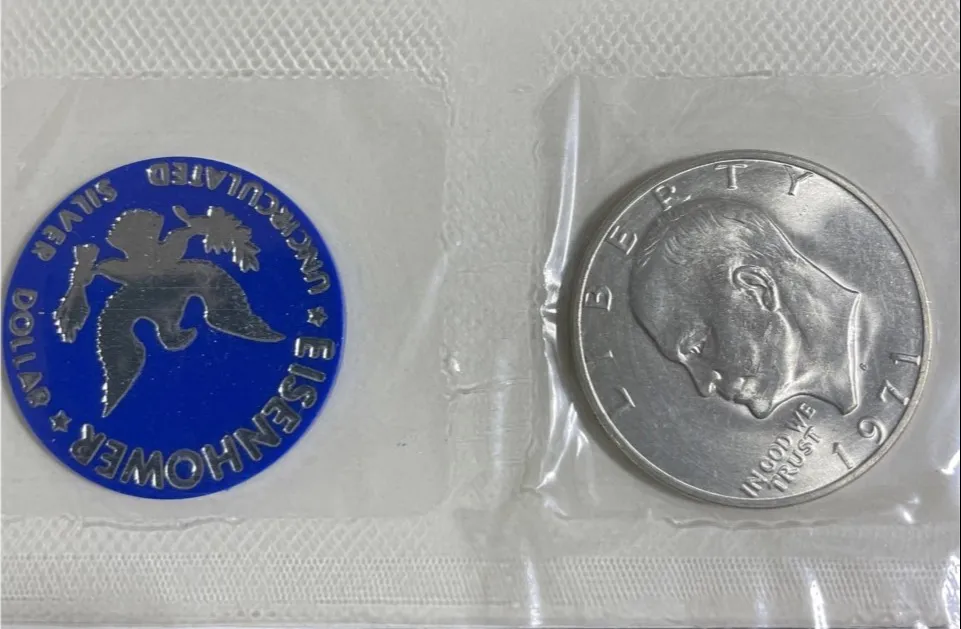 ★ EISENHOWER ★
UNCIRCULATED
SILVER DOLLAR
LIBERTY
IN GOD WE
TRUST
1971